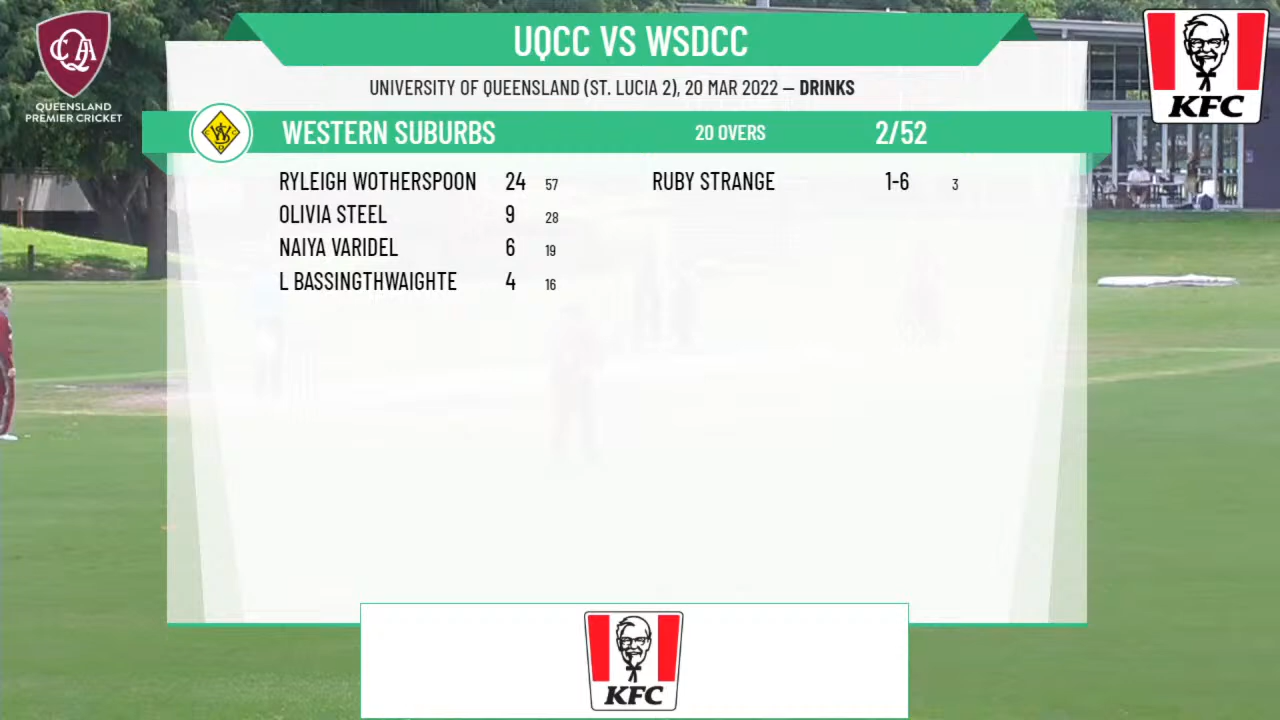 UQCC VS WSDCC
UNIVERSITY OF QUEENSLAND (ST. LUCIA 2), 20 MAR 2022 – DRINKS
QUEENSLAND
PREMIER CRICKET
KFC
WESTERN SUBURBS 20 OVERS 2/52
RYLEIGH WOTHERSPOON 24 57 RUBY STRANGE 1-6 3
OLIVIA STEEL 9 28
NAIYA VARIDEL 6 19
L BASSINGTHWAIGHTE 4 16
KFC